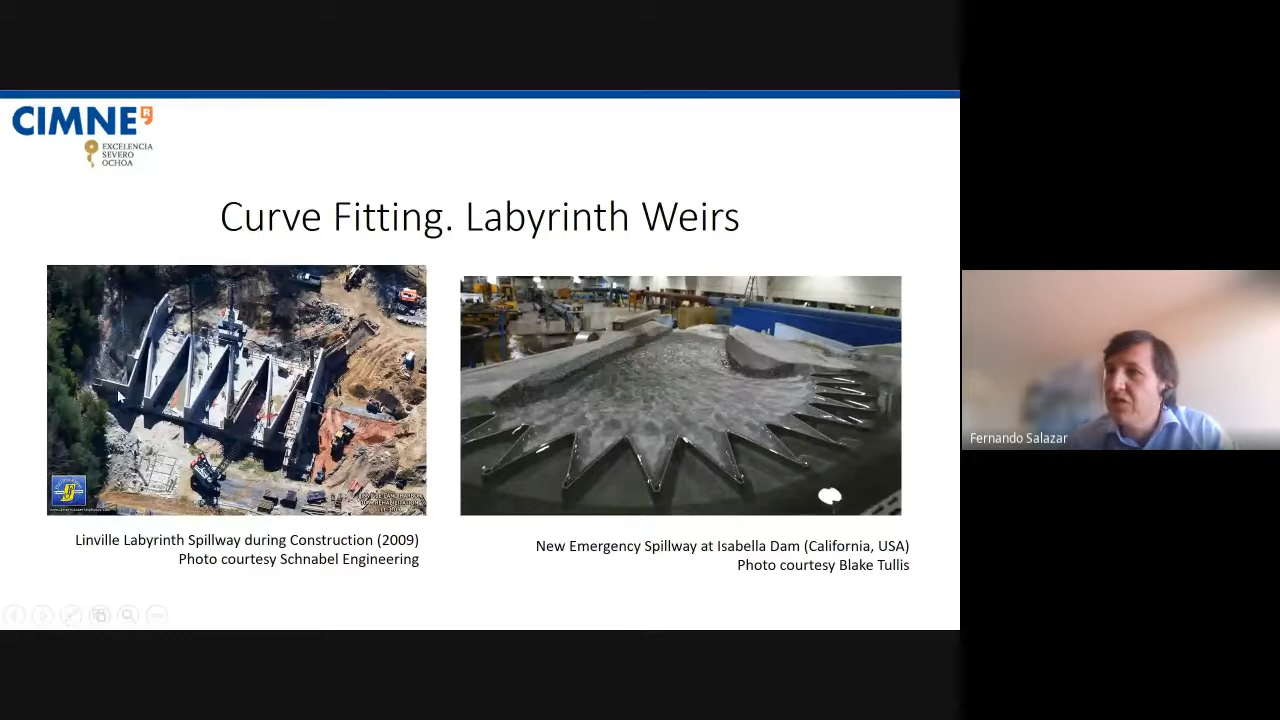 CIMNE
EXCELENCIA
SEVERO
OCHOA
Curve Fitting. Labyrinth Weirs
Linville Labyrinth Spillway during Construction (2009)
Photo courtesy Schnabel Engineering
New Emergency Spillway at Isabella Dam (California, USA)
Photo courtesy Blake Tullis
Fernando Salazar